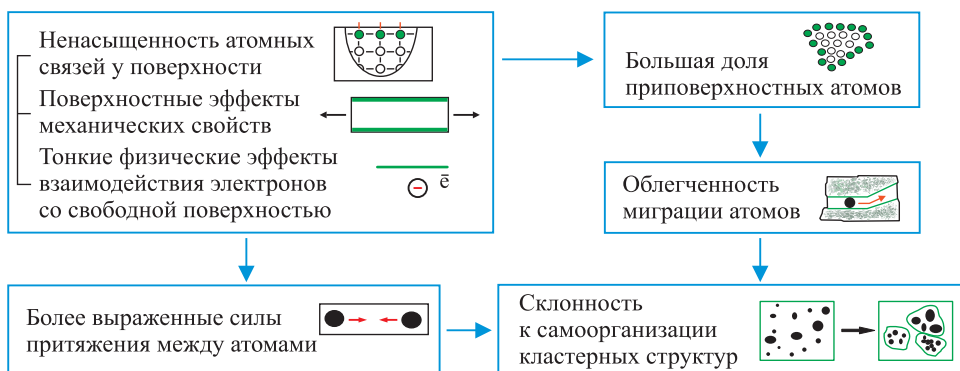 Ненасыщенность атомных
связей у поверхности
Поверхностные эффекты
механических свойств
Тонкие физические эффекты
взаимодействия электронов
со свободной поверхностью
− ē
Большая доля
приповерхностных атомов
Облегченность
миграции атомов
Более выраженные силы
притяжения между атомами
Склонность
к самоорганизации
кластерных структур